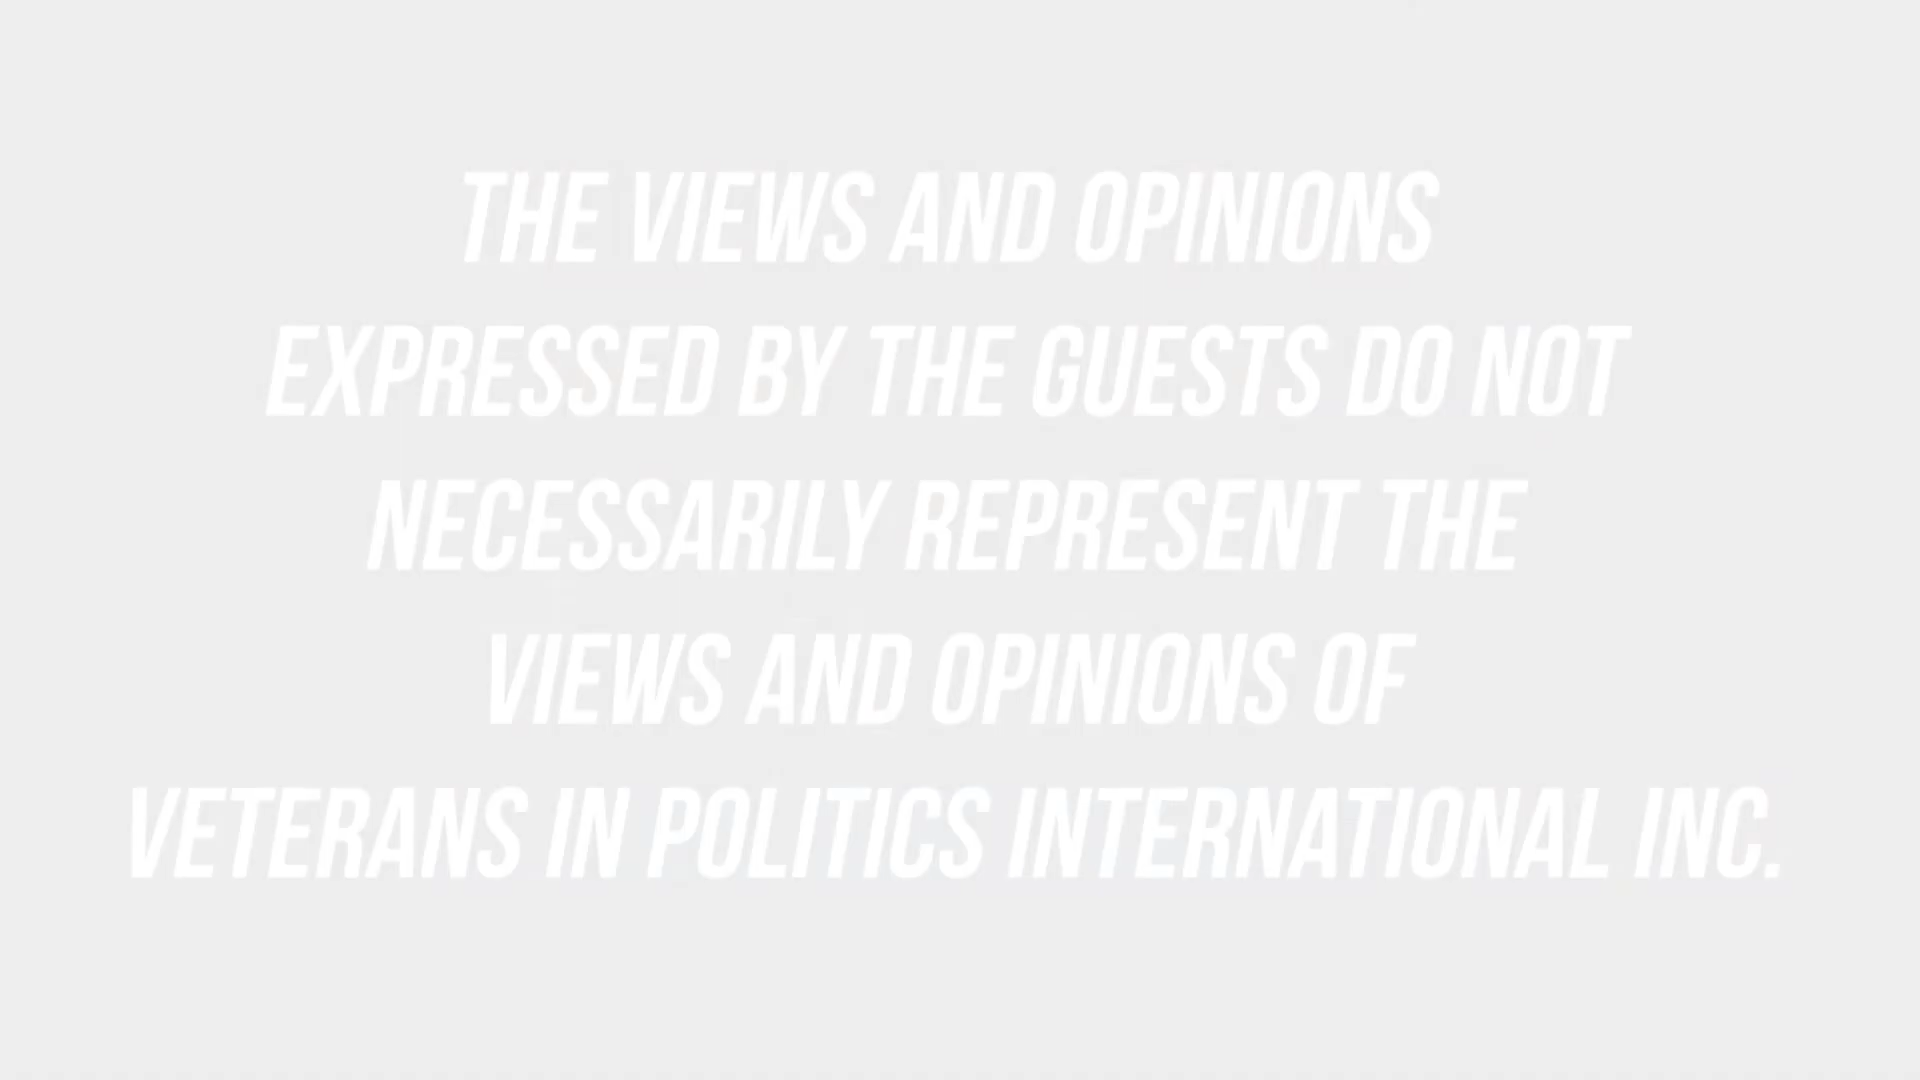 THE VIEWS AND OPINIONS
EXPRESSED BY THE GUESTS DO NOT
NECESSARILY REPRESENT THE
VIEWS AND OPINIONS OF
VETERANS IN POLITICS INTERNATIONAL INC.